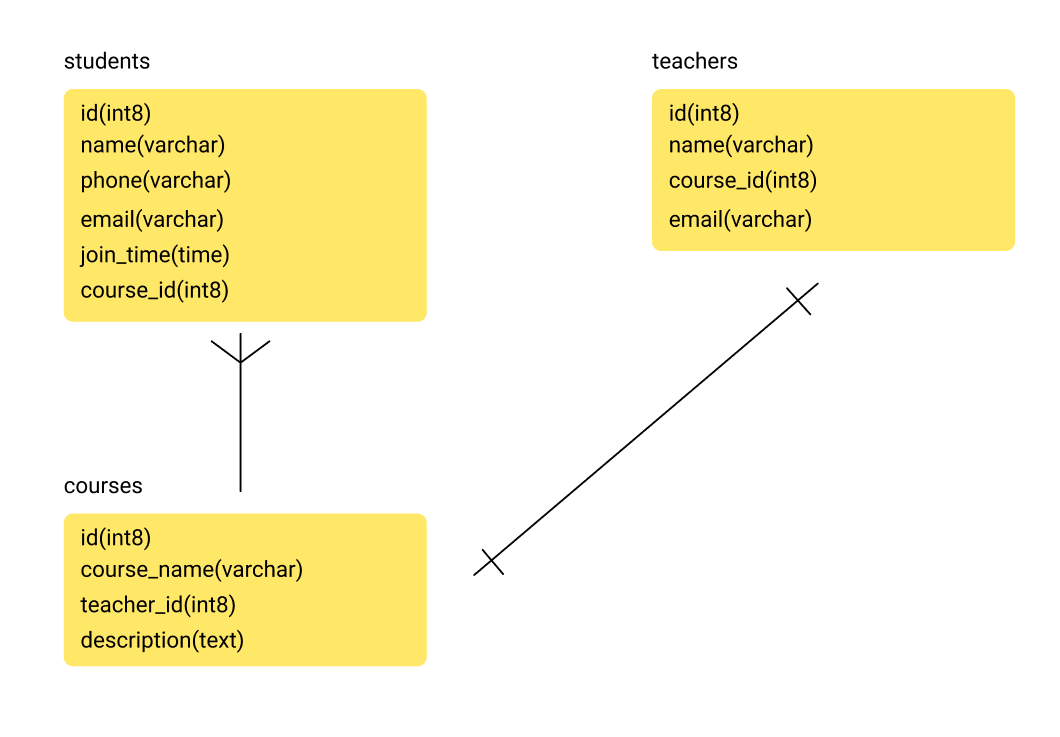 students
id(int8)
name(varchar)
phone(varchar)
email(varchar)
join_time(time)
course_id(int8)
teachers
id(int8)
name(varchar)
course_id(int8)
email(varchar)
courses
id(int8)
course_name(varchar)
teacher_id(int8)
description(text)